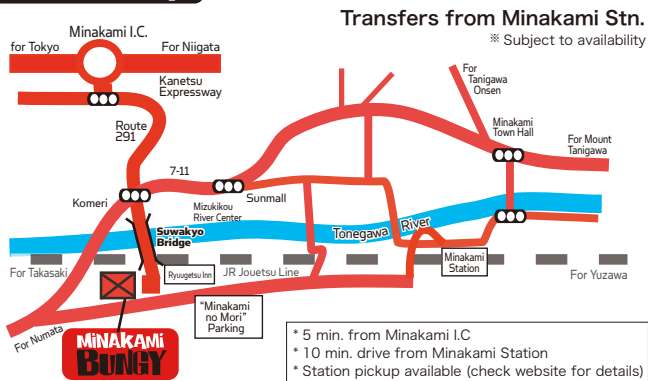 Transfers from Minakami Stn.
※ Subject to availability
Minakami I.C.
for Tokyo
For Niigata
Kanetsu
Expressway
For
Tanigawa
Onsen
Route
291
Minakami
Town Hall
For Mount
Tanigawa
7-11
Komeri
Mizukikou
River Center
Sunmall
Suwakyo
Bridge
Tonegawa River
For Takasaki
Ryuugetsu Inn
JR Jouetsu Line
Minakami
Station
For Yuzawa
"Minakami
no Mori"
Parking
For Numata
MiNAKAMi
BUNGY
* 5 min. from Minakami I.C
* 10 min. drive from Minakami Station
* Station pickup available (check website for details)